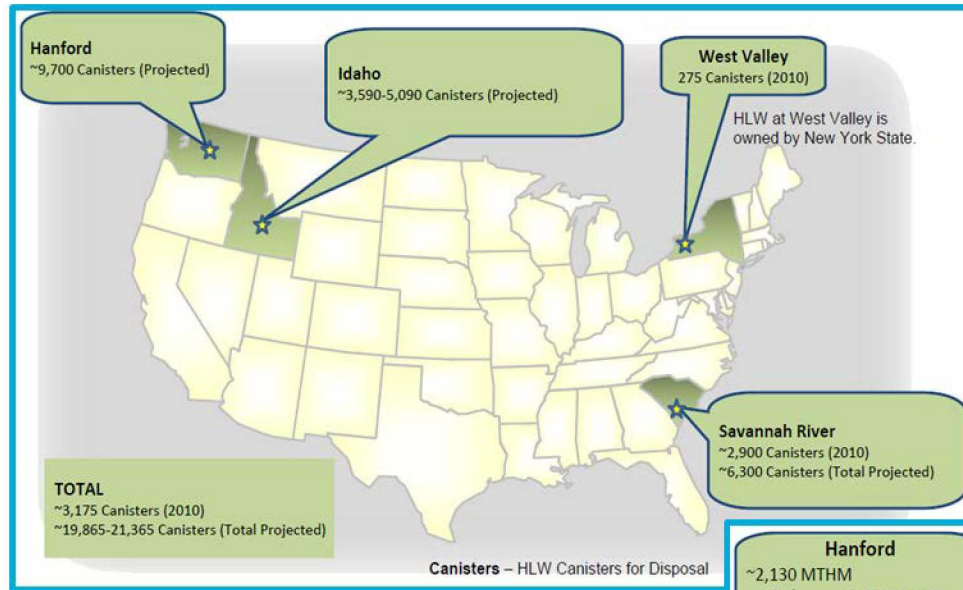 Hanford
~9,700 Canisters (Projected)
Idaho
~3,590-5,090 Canisters (Projected)
West Valley
275 Canisters (2010)
HLW at West Valley is
owned by New York State.
Savannah River
~2,900 Canisters (2010)
~6,300 Canisters (Total Projected)
TOTAL
~3,175 Canisters (2010)
~19,865-21,365 Canisters (Total Projected)
Canisters – HLW Canisters for Disposal
Hanford
~2,130 MTHM